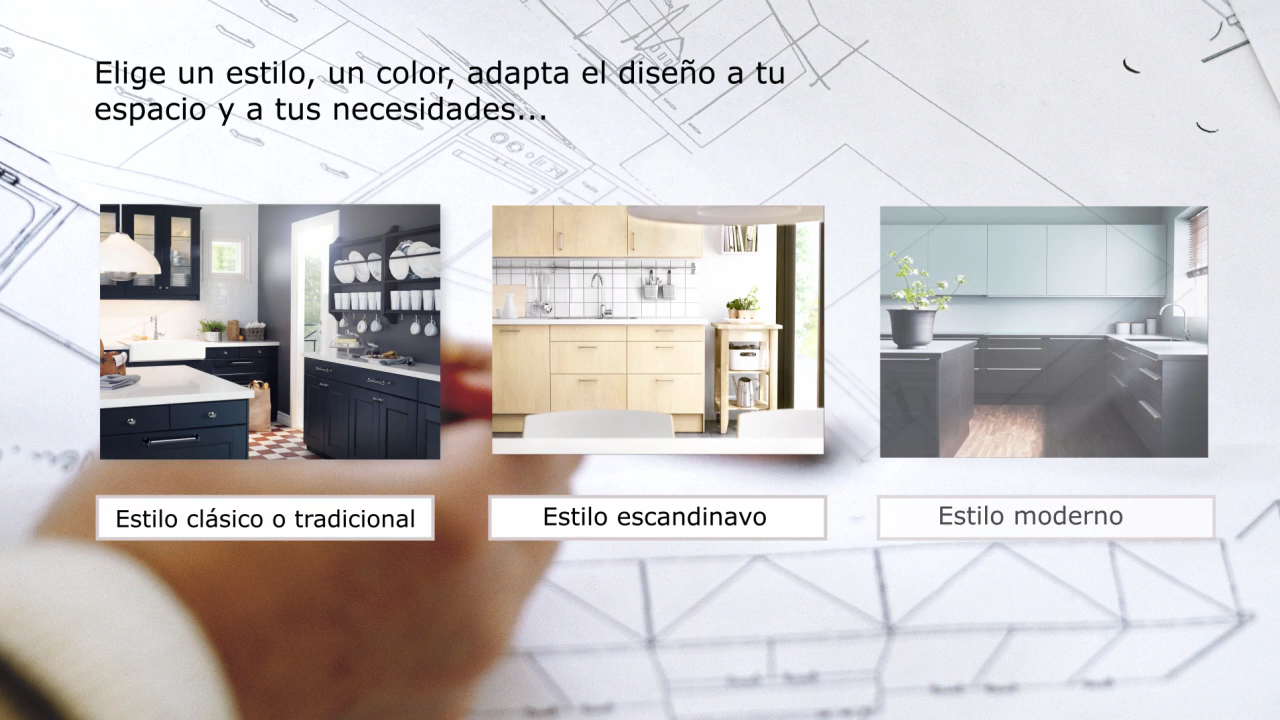 Elige un estilo, un color, adapta el diseño a tu
espacio y a tus necesidades...
Estilo clásico o tradicional
Estilo escandinavo
Estilo moderno